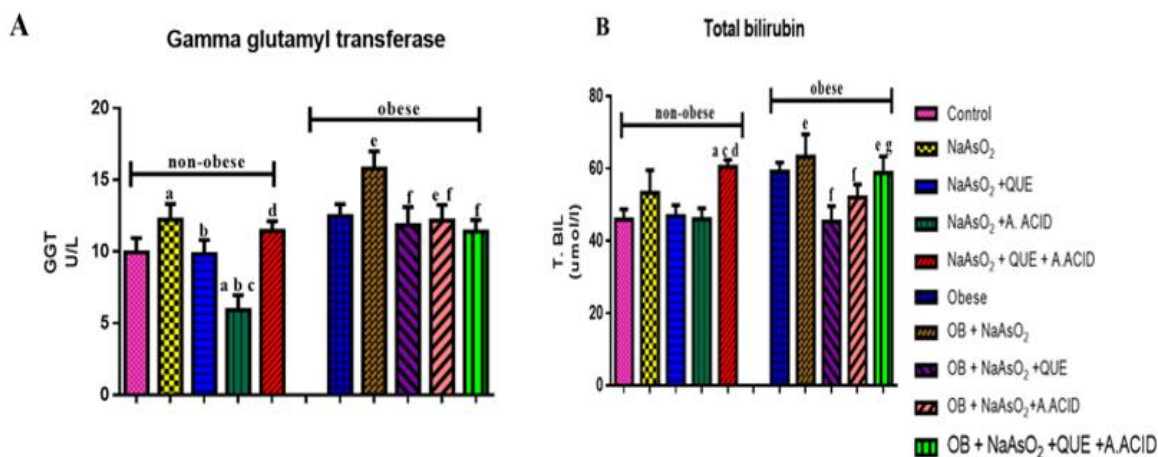 A
Gamma glutamyl transferase
GGT
U/L
20
15
10
5
0
non-obese
obese
a
b
a b c
d
e
f
e f
f
B
Total bilirubin
T. BIL
(umol/l)
80
60
40
20
0
non-obese
obese
a c d
e
f
f
e g
Control
NaAsO₂
NaAsO₂ +QUE
NaAsO₂ +A. ACID
NaAsO₂ + QUE + A.ACID
Obese
OB + NaAsO₂
OB + NaAsO₂ +QUE
OB + NaAsO₂+A.ACID
OB + NaAsO₂ +QUE +A.ACID